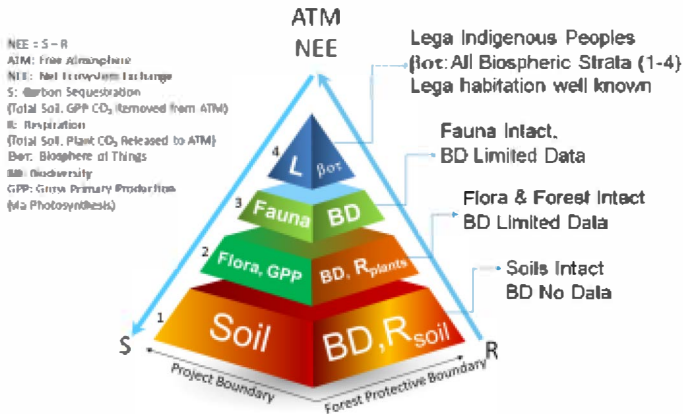 ATM
NEE
NEE = S - R
ATM: Free Atmosphere
NEE: Net Ecosystem Exchange
S: Carbon Sequestration
(Total Soil, GPP CO₂ Removed from ATM)
R: Respiration
(Total Soil, Plant CO₂ Released to ATM)
Biosphere of Things
BD: Biodiversity
GPP: Gross Primary Production
(Via Photosynthesis)
Lega Indigenous Peoples
βoт: All Biospheric Strata (1-4)
Lega habitation well known
Fauna Intact,
BD Limited Data
Flora & Forest Intact
BD Limited Data
Soils Intact
BD No Data
4 L βoт
3 Fauna BD
2 Flora, GPP BD, Rplants
1 Soil BD,Rsoil
S
R
Project Boundary
Forest Protective Boundary